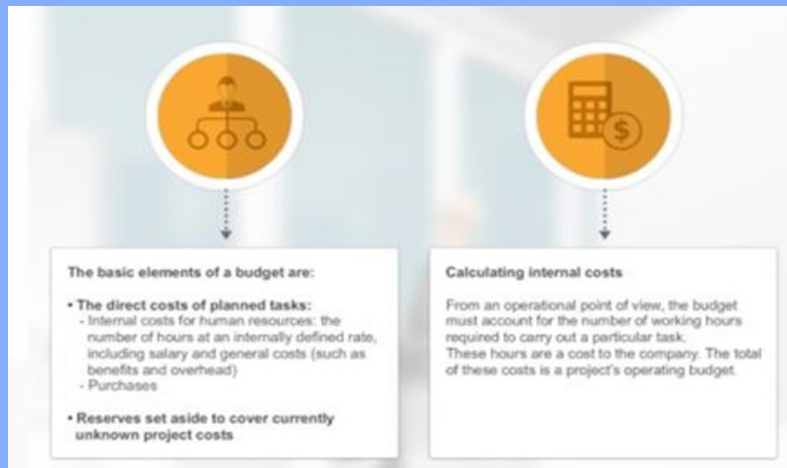 The basic elements of a budget are:
• The direct costs of planned tasks:
- Internal costs for human resources: the
number of hours at an internally defined rate,
including salary and general costs (such as
benefits and overhead)
- Purchases
• Reserves set aside to cover currently
unknown project costs
$
Calculating internal costs
From an operational point of view, the budget
must account for the number of working hours
required to carry out a particular task.
These hours are a cost to the company. The total
of these costs is a project's operating budget.